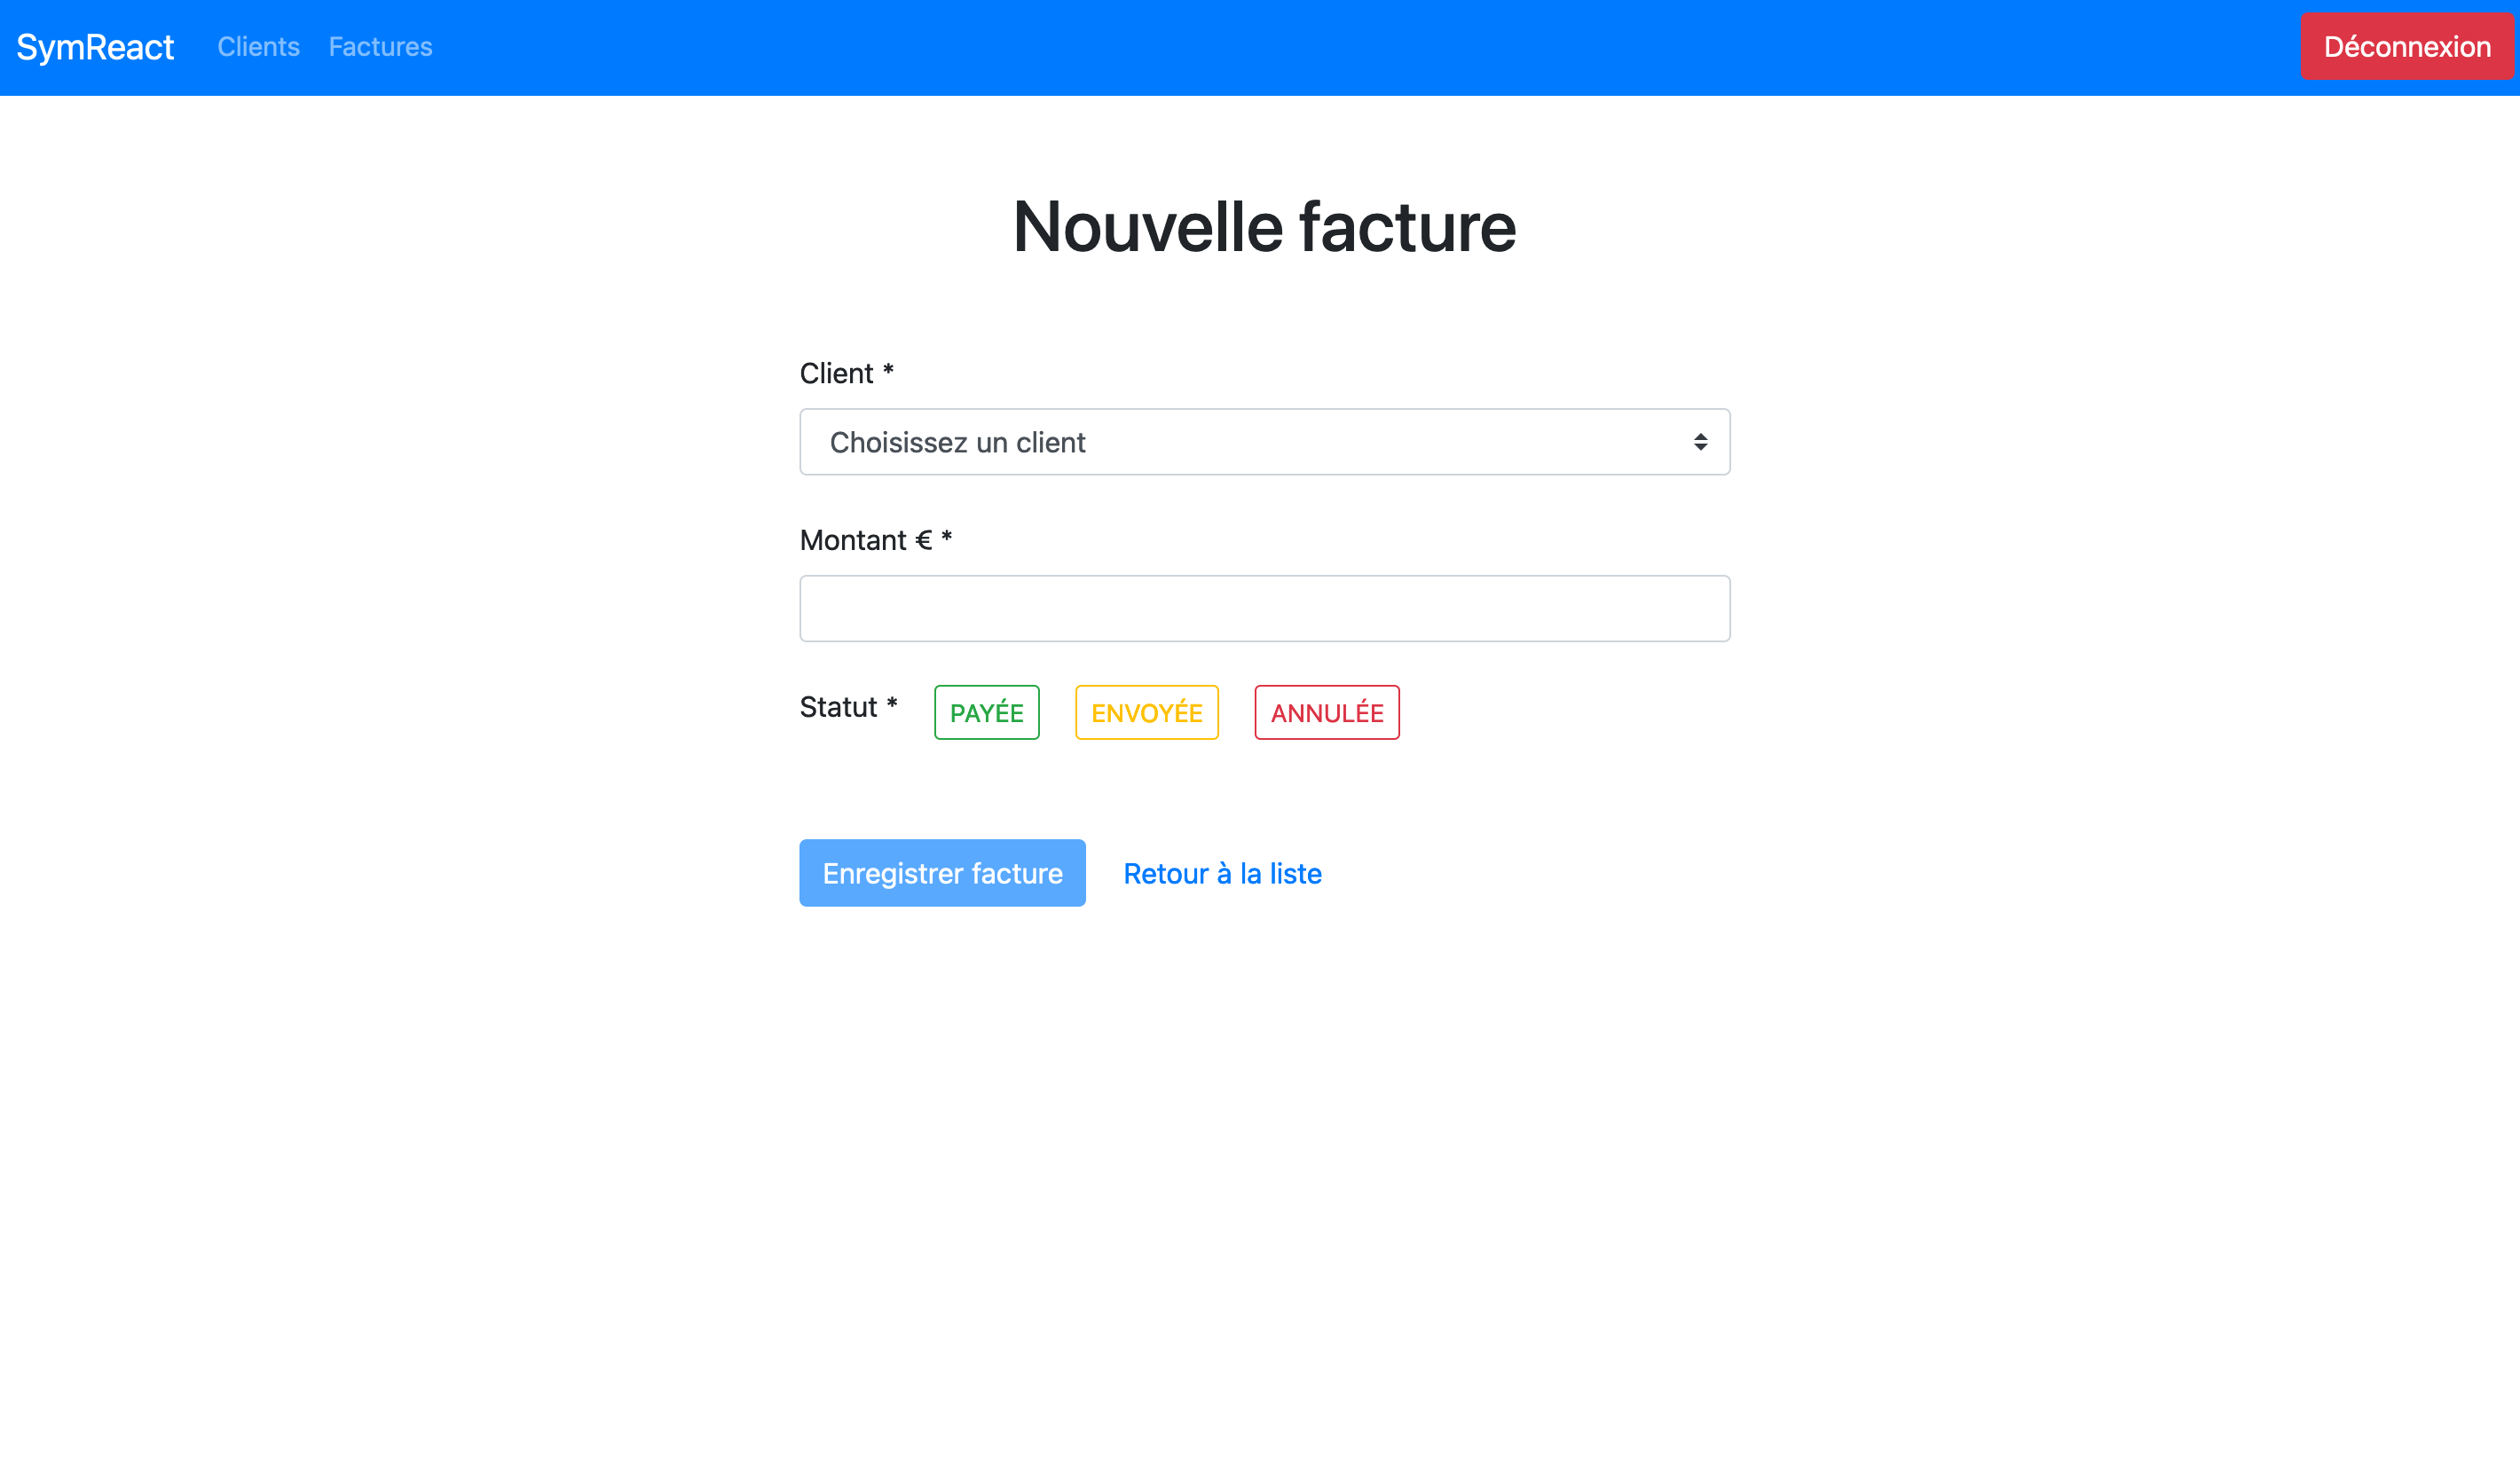 SymReact Clients Factures Déconnexion
Nouvelle facture
Client *
Choisissez un client
Montant € *
Statut * PAYÉE ENVOYÉE ANNULÉE
Enregistrer facture Retour à la liste